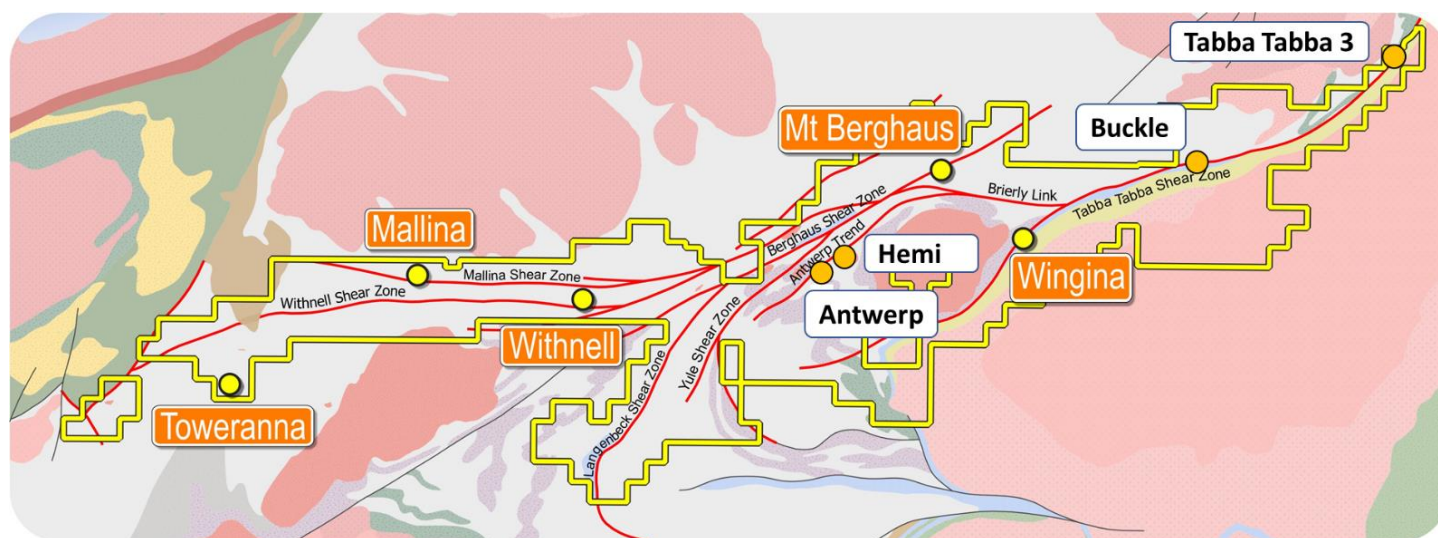 Tabba Tabba 3
Mt Berghaus
Buckle
Brierly Link
Tabba Tabba Shear Zone
Berghaus Shear Zone
Mallina
Mallina Shear Zone
Antwerp Trend
Hemi
Wingina
Withnell Shear Zone
Antwerp
Withnell
Yule Shear Zone
Langenbeck Shear Zone
Toweranna